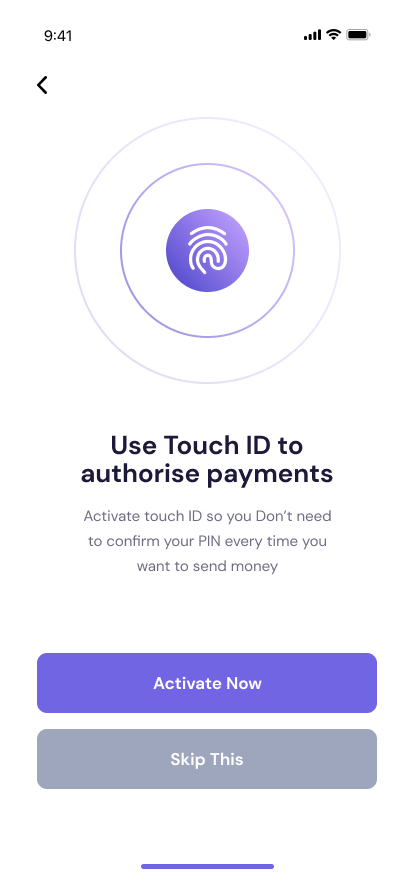 9:41
Use Touch ID to
authorise payments
Activate touch ID so you Don’t need
to confirm your PIN every time you
want to send money
Activate Now
Skip This